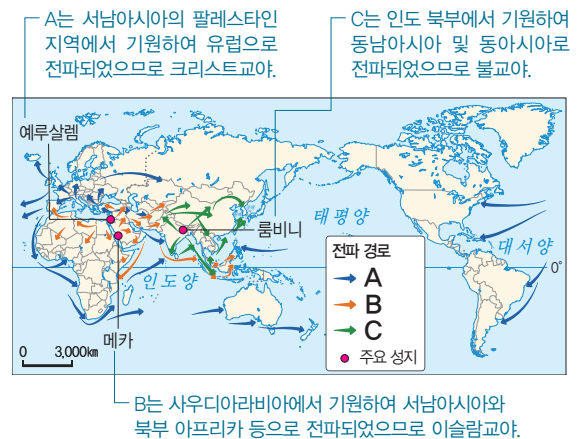 A는 서남아시아의 팔레스타인
지역에서 기원하여 유럽으로
전파되었으므로 크리스트교야.
C는 인도 북부에서 기원하여
동남아시아 및 동아시아로
전파되었으므로 불교야.
예루살렘
룸비니
태평양
대서양
인도양
0°
메카
0 3,000km
전파 경로
A
B
C
주요 성지
B는 사우디아라비아에서 기원하여 서남아시아와
북부 아프리카 등으로 전파되었으므로 이슬람교야.